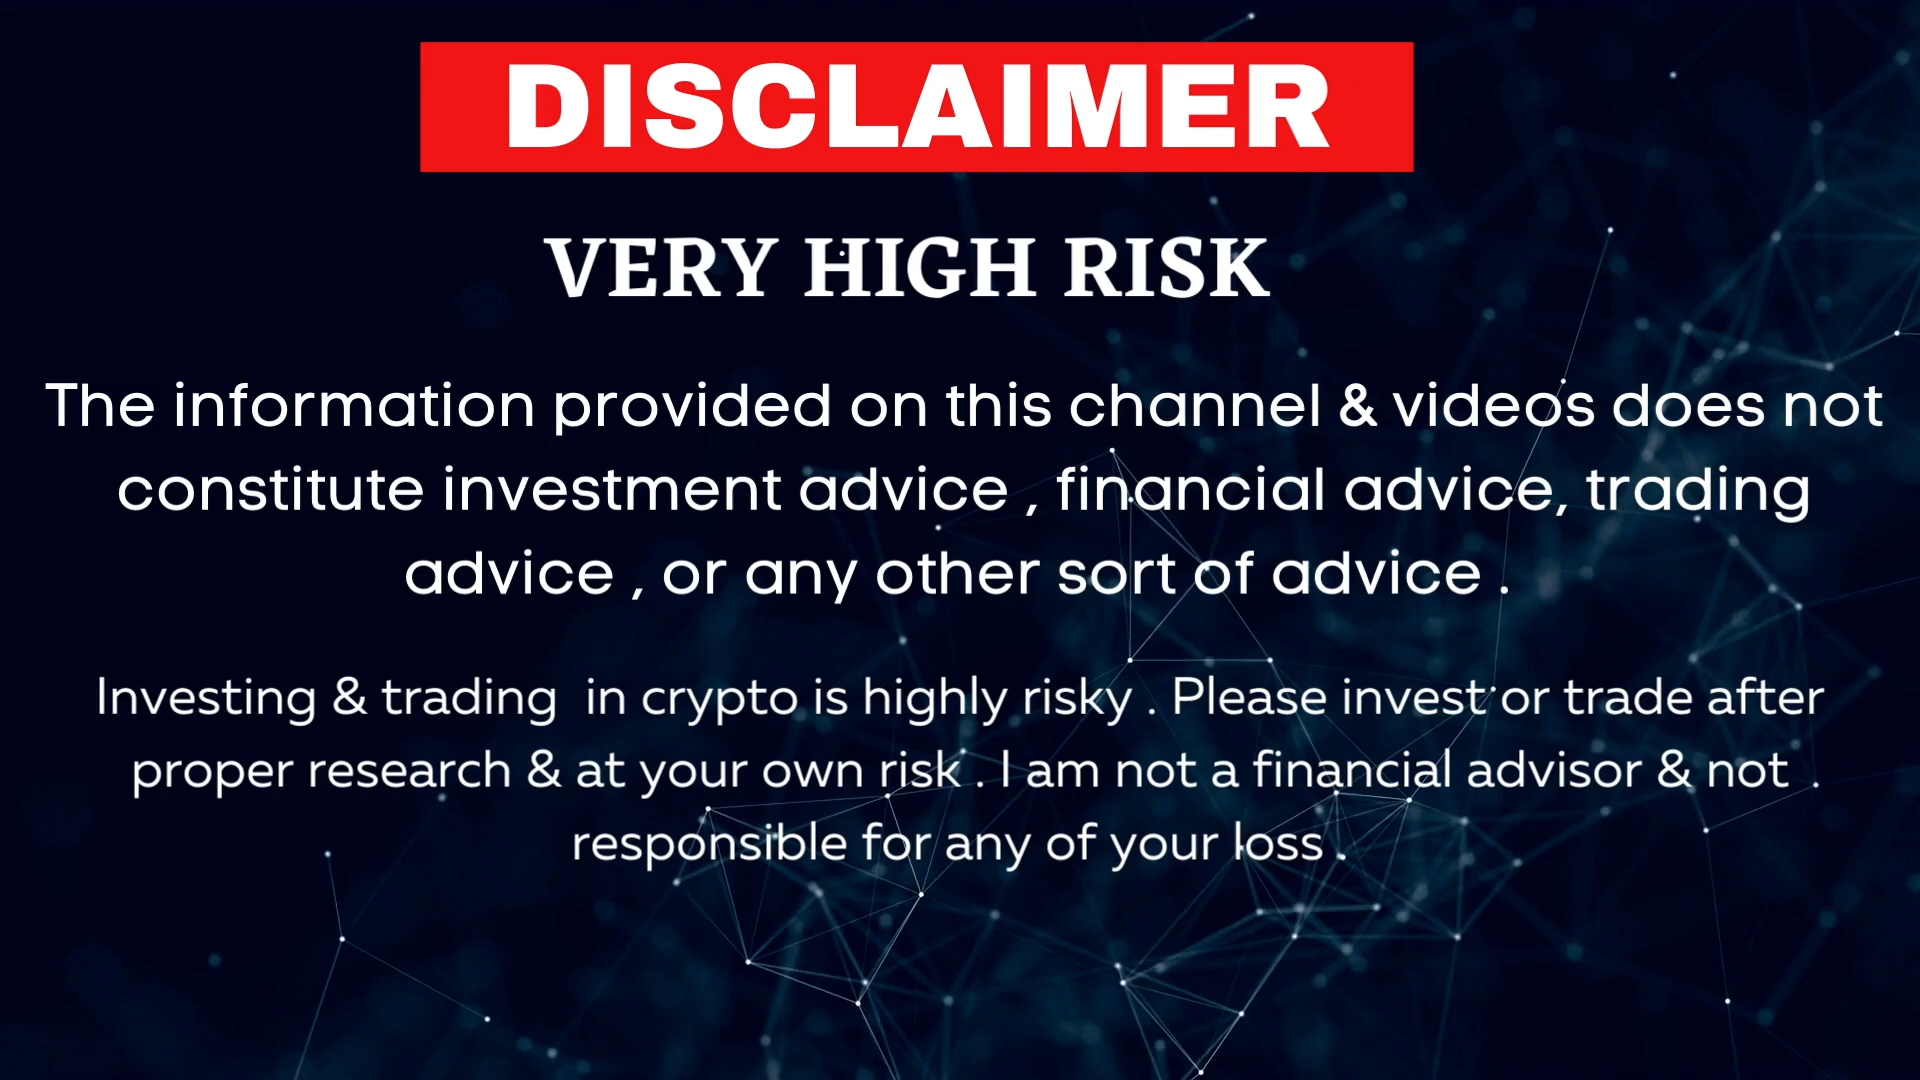 DISCLAIMER
VERY HIGH RISK
The information provided on this channel & videos does not
constitute investment advice , financial advice, trading
advice , or any other sort of advice .
Investing & trading  in crypto is highly risky . Please invest or trade after
proper research & at your own risk . I am not a financial advisor & not  .
responsible for any of your loss .